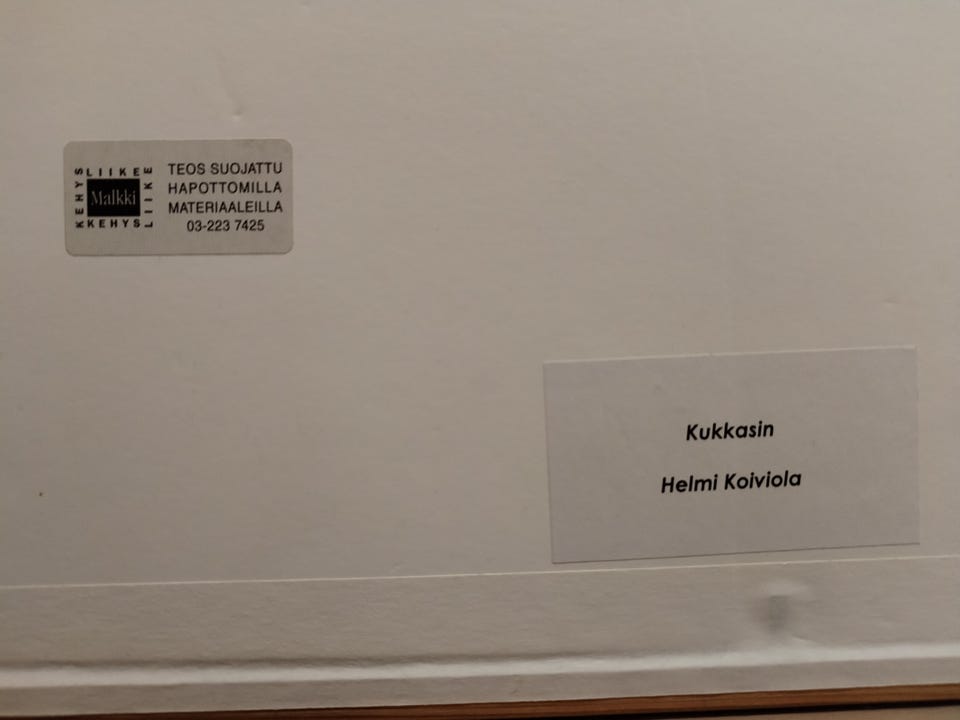 KEHYSLIIKE
Malkki
KEHYSLIIKE
TEOS SUOJATTU
HAPOTTOMILLA
MATERIAALEILLA
03-223 7425
Kukkasin
Helmi Koiviola